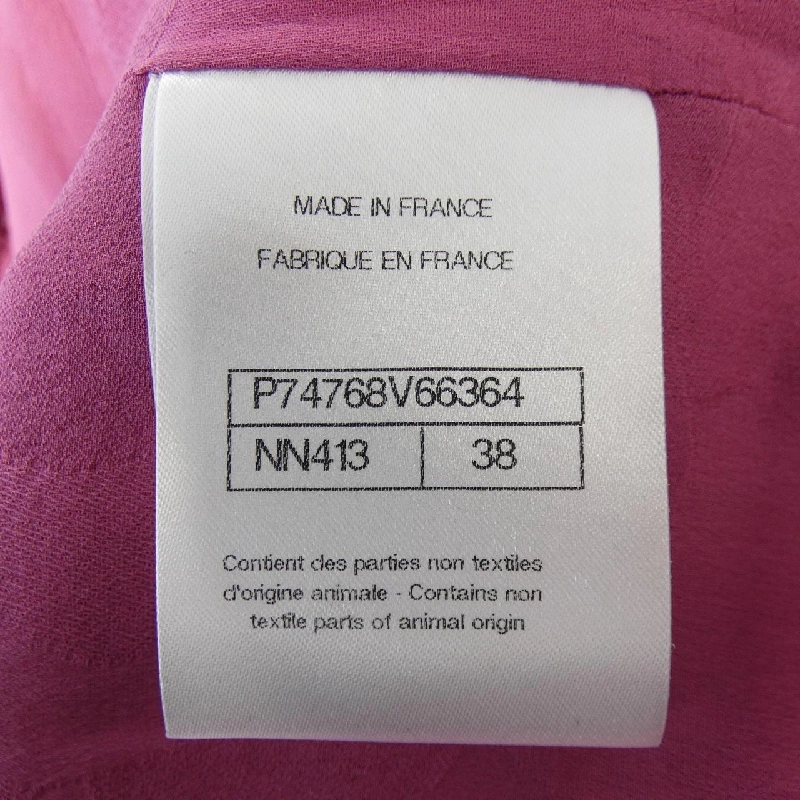 MADE IN FRANCE
FABRIQUE EN FRANCE
P74768V66364
NN413 38
Contient des parties non textiles
d'origine animale - Contains non
textile parts of animal origin